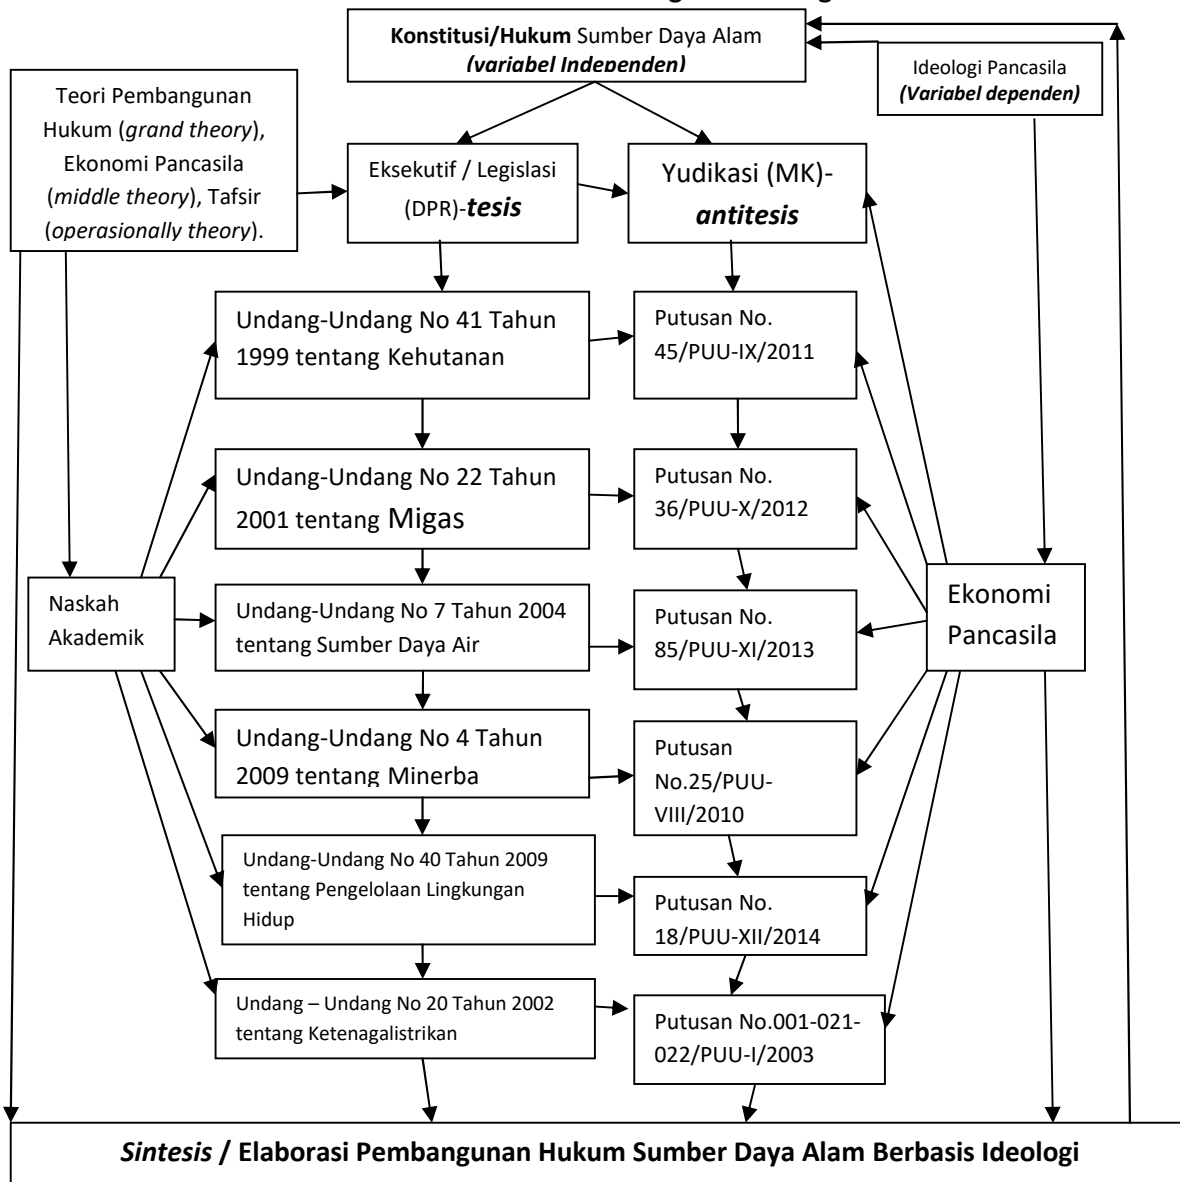 Konstitusi/Hukum Sumber Daya Alam
(variabel Independen)
Ideologi Pancasila
(Variabel dependen)
Teori Pembangunan
Hukum (grand theory),
Ekonomi Pancasila
(middle theory), Tafsir
(operasionally theory).
Eksekutif / Legislasi
(DPR)-tesis
Yudikasi (MK)-
antitesis
Undang-Undang No 41 Tahun
1999 tentang Kehutanan
Putusan No.
45/PUU-IX/2011
Undang-Undang No 22 Tahun
2001 tentang Migas
Putusan No.
36/PUU-X/2012
Naskah
Akademik
Undang-Undang No 7 Tahun 2004
tentang Sumber Daya Air
Putusan No.
85/PUU-XI/2013
Ekonomi
Pancasila
Undang-Undang No 4 Tahun
2009 tentang Minerba
Putusan
No.25/PUU-
VIII/2010
Undang-Undang No 40 Tahun 2009
tentang Pengelolaan Lingkungan
Hidup
Putusan No.
18/PUU-XII/2014
Undang – Undang No 20 Tahun 2002
tentang Ketenagalistrikan
Putusan No.001-021-
022/PUU-I/2003
Sintesis / Elaborasi Pembangunan Hukum Sumber Daya Alam Berbasis Ideologi